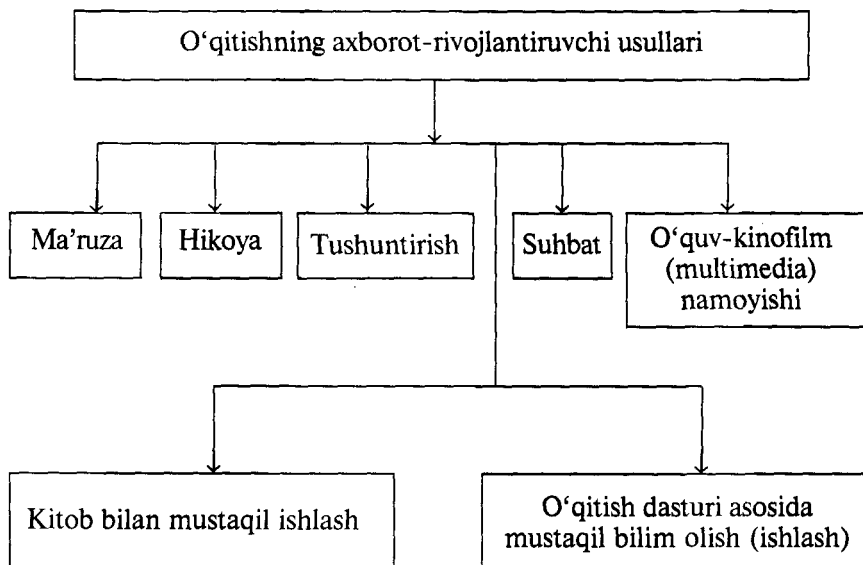 O‘qitishning axborot-rivojlantiruvchi usullari
Ma’ruza
Hikoya
Tushuntirish
Suhbat
O‘quv-kinofilm
(multimedia)
namoyishi
Kitob bilan mustaqil ishlash
O‘qitish dasturi asosida
mustaqil bilim olish (ishlash)